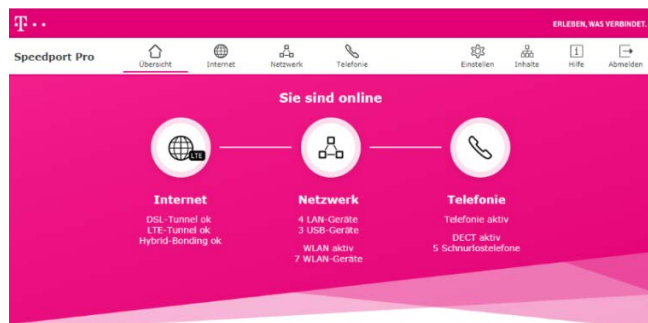 T
ERLEBEN, WAS VERBINDET.
Speedport Pro
Übersicht
Internet
Netzwerk
Telefonie
Einstellen
Inhalte
Hilfe
Abmelden
Sie sind online
LTE
Internet
DSL-Tunnel ok
LTE-Tunnel ok
Hybrid-Bonding ok
Netzwerk
4 LAN-Geräte
3 USB-Geräte
WLAN aktiv
7 WLAN-Geräte
Telefonie
Telefonie aktiv
DECT aktiv
5 Schnurlostelefone